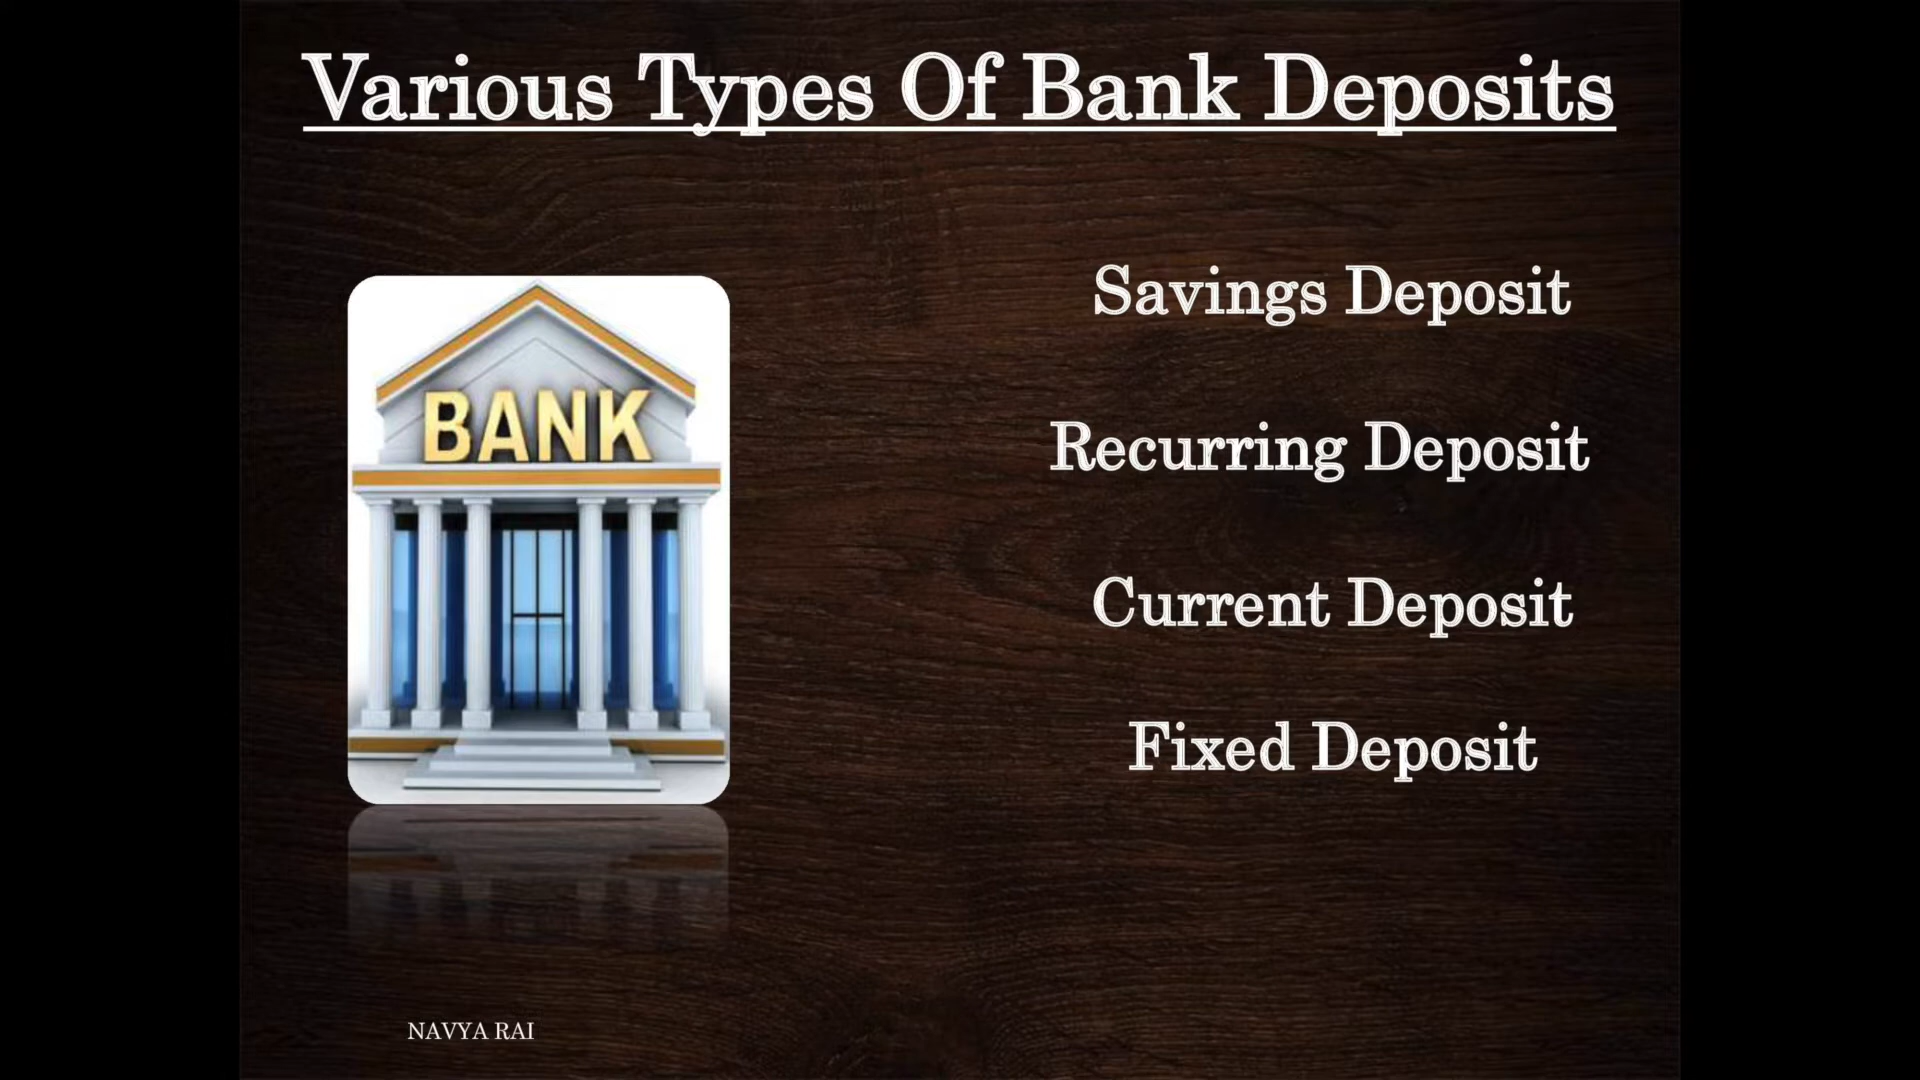 Various Types Of Bank Deposits
BANK
Savings Deposit
Recurring Deposit
Current Deposit
Fixed Deposit
NAVYA RAI